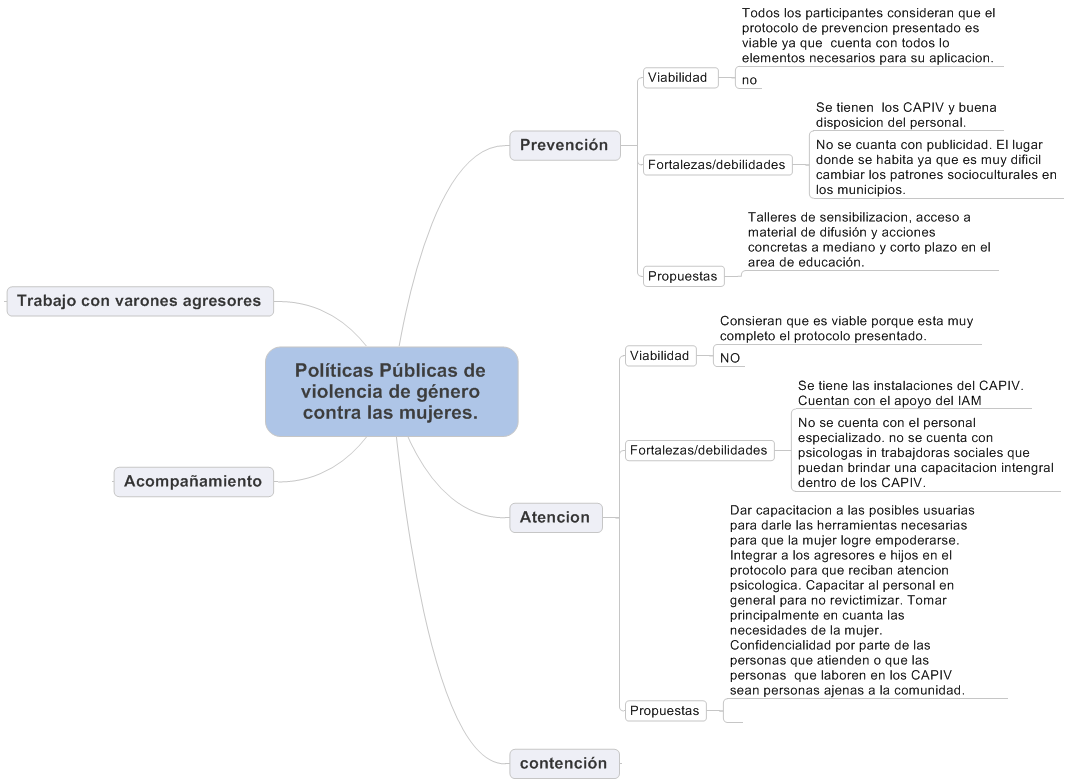 Todos los participantes consideran que el
protocolo de prevencion presentado es
viable ya que  cuenta con todos lo
elementos necesarios para su aplicacion.
Viabilidad
no
Prevención
Se tienen  los CAPIV y buena
disposicion del personal.
Fortalezas/debilidades
No se cuanta con publicidad. El lugar
donde se habita ya que es muy dificil
cambiar los patrones socioculturales en
los municipios.
Talleres de sensibilizacion, acceso a
material de difusión y acciones
concretas a mediano y corto plazo en el
area de educación.
Propuestas
Trabajo con varones agresores
Políticas Públicas de
violencia de género
contra las mujeres.
Acompañamiento
Consieran que es viable porque esta muy
completo el protocolo presentado.
Viabilidad
NO
Se tiene las instalaciones del CAPIV.
Cuentan con el apoyo del IAM
Fortalezas/debilidades
No se cuenta con el personal
especializado. no se cuenta con
psicologas in trabajdoras sociales que
puedan brindar una capacitacion intengral
dentro de los CAPIV.
Atencion
Dar capacitacion a las posibles usuarias
para darle las herramientas necesarias
para que la mujer logre empoderarse.
Integrar a los agresores e hijos en el
protocolo para que reciban atencion
psicologica. Capacitar al personal en
general para no revictimizar. Tomar
principalmente en cuanta las
necesidades de la mujer.
Confidencialidad por parte de las
personas que atienden o que las
personas  que laboren en los CAPIV
sean personas ajenas a la comunidad.
Propuestas
contención